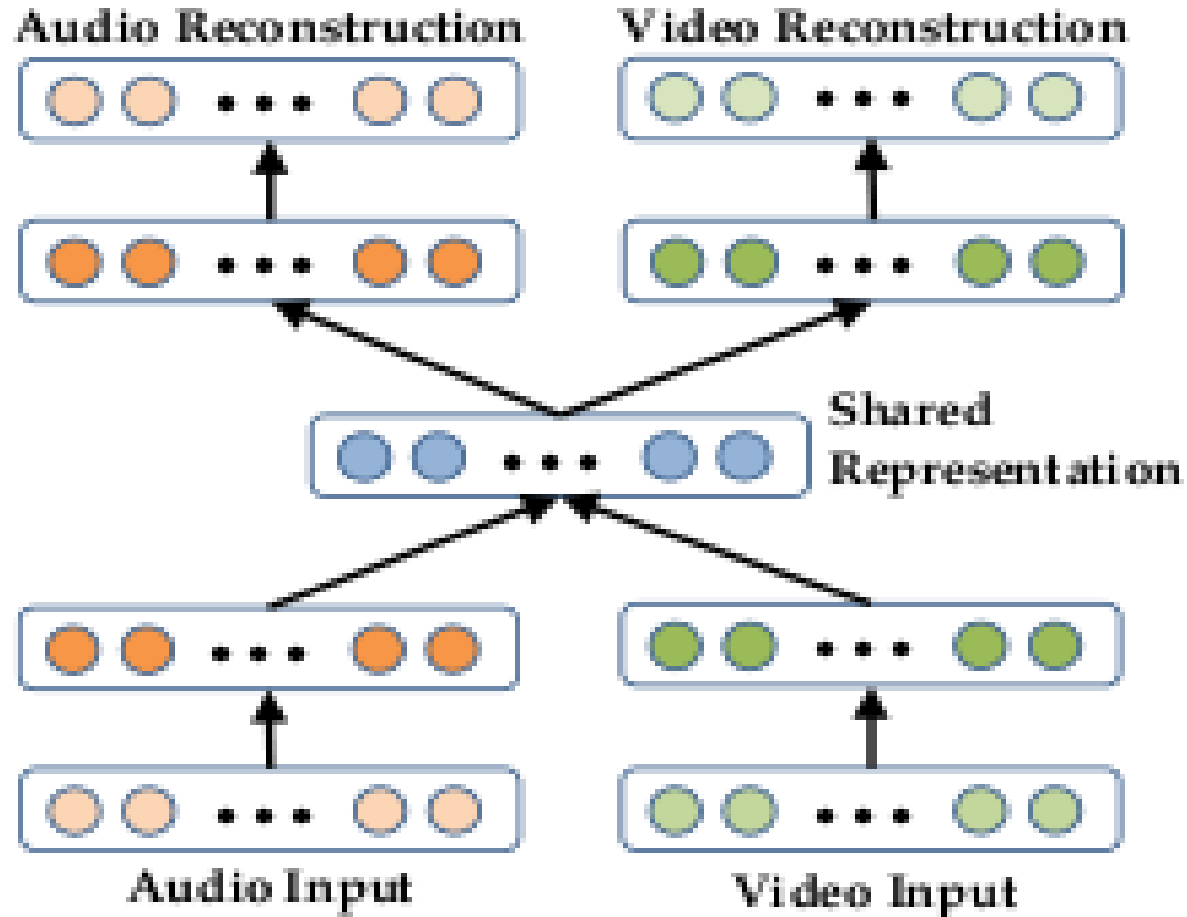 Audio Reconstruction
Video Reconstruction
Shared
Representation
Audio Input
Video Input